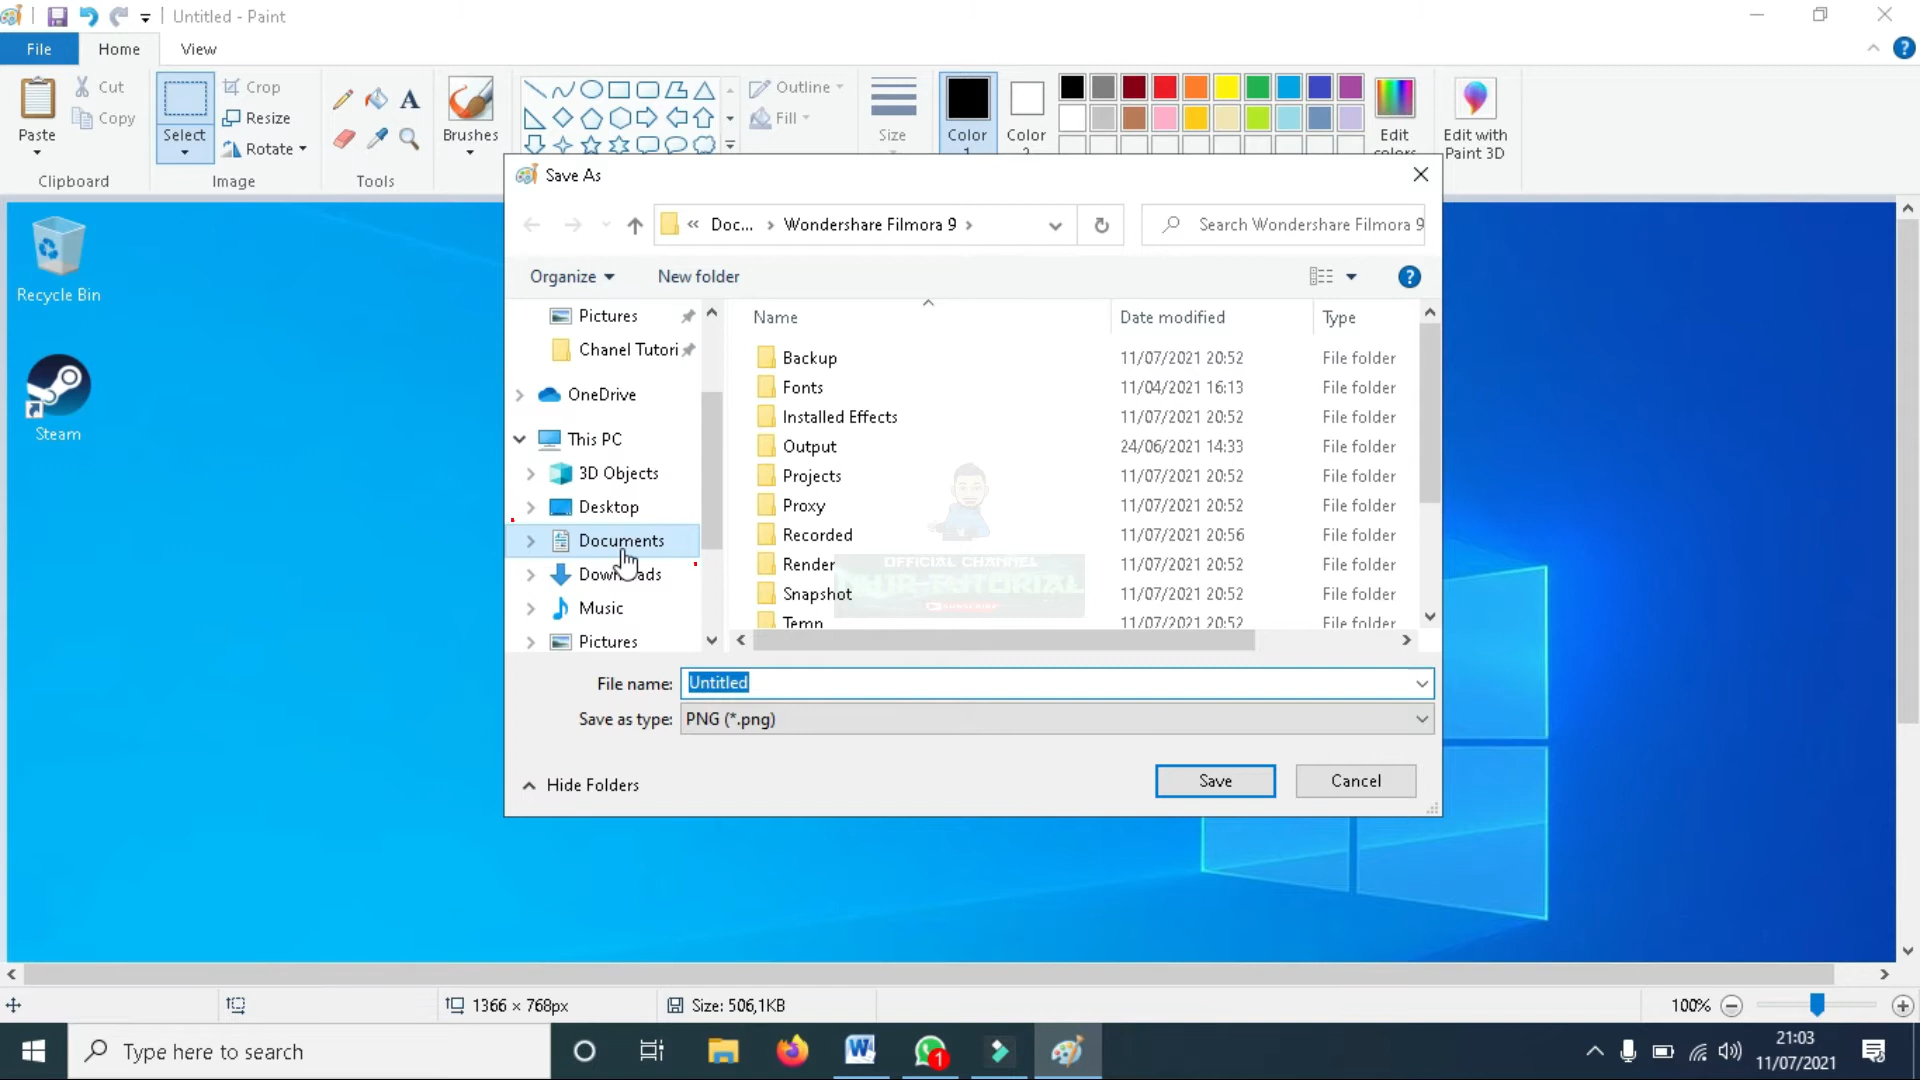 Untitled - Paint
File Home View
Paste
Cut
Copy
Clipboard
Select
Crop
Resize
Rotate
Image
Tools
Brushes
Outline
Fill
Size
Color
1
Color
2
Edit
colors
Edit with
Paint 3D
Recycle Bin
Steam
Save As
« Doc... › Wondershare Filmora 9 ›
Search Wondershare Filmora 9
Organize New folder
Pictures
Chanel Tutori
OneDrive
This PC
3D Objects
Desktop
Documents
Downloads
Music
Pictures
Name Date modified Type
Backup 11/07/2021 20:52 File folder
Fonts 11/04/2021 16:13 File folder
Installed Effects 11/07/2021 20:52 File folder
Output 24/06/2021 14:33 File folder
Projects 11/07/2021 20:52 File folder
Proxy 11/07/2021 20:52 File folder
Recorded 11/07/2021 20:56 File folder
Render 11/07/2021 20:52 File folder
Snapshot 11/07/2021 20:52 File folder
Temp 11/07/2021 20:52 File folder
OFFICIAL CHANNEL
TUTORIAL
SUBSCRIBE
File name: Untitled
Save as type: PNG (*.png)
Hide Folders
Save Cancel
1366 × 768px
Size: 506,1KB
100%
Type here to search
1
21:03
11/07/2021